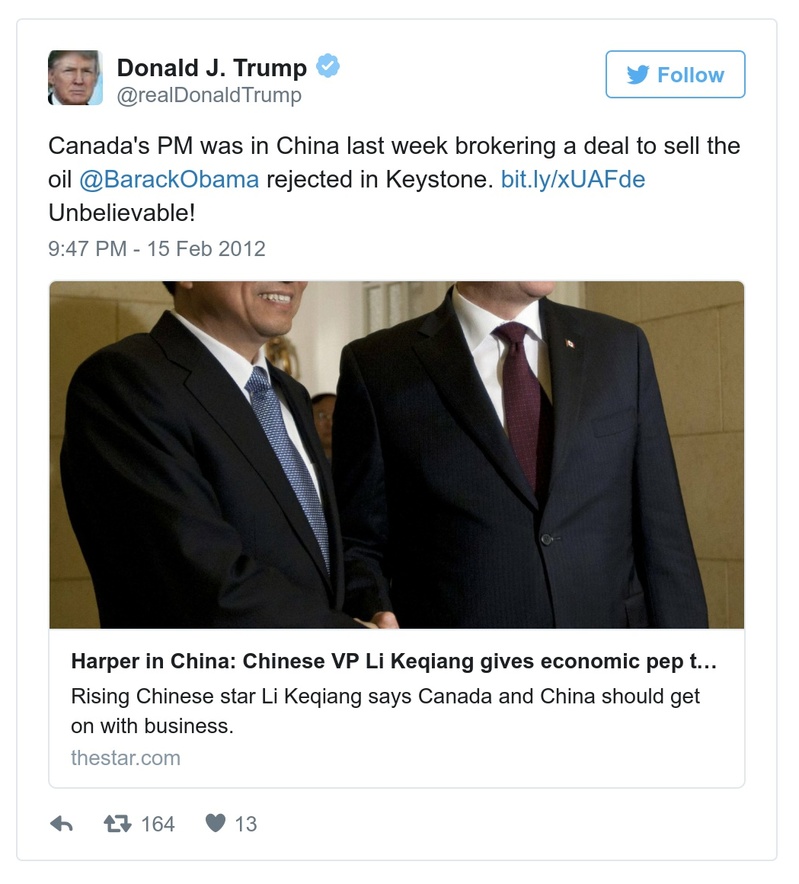 Donald J. Trump
@realDonaldTrump
Follow
Canada's PM was in China last week brokering a deal to sell the
oil @BarackObama rejected in Keystone. bit.ly/xUAFde
Unbelievable!
9:47 PM - 15 Feb 2012
Harper in China: Chinese VP Li Keqiang gives economic pep t...
Rising Chinese star Li Keqiang says Canada and China should get
on with business.
thestar.com
164 13